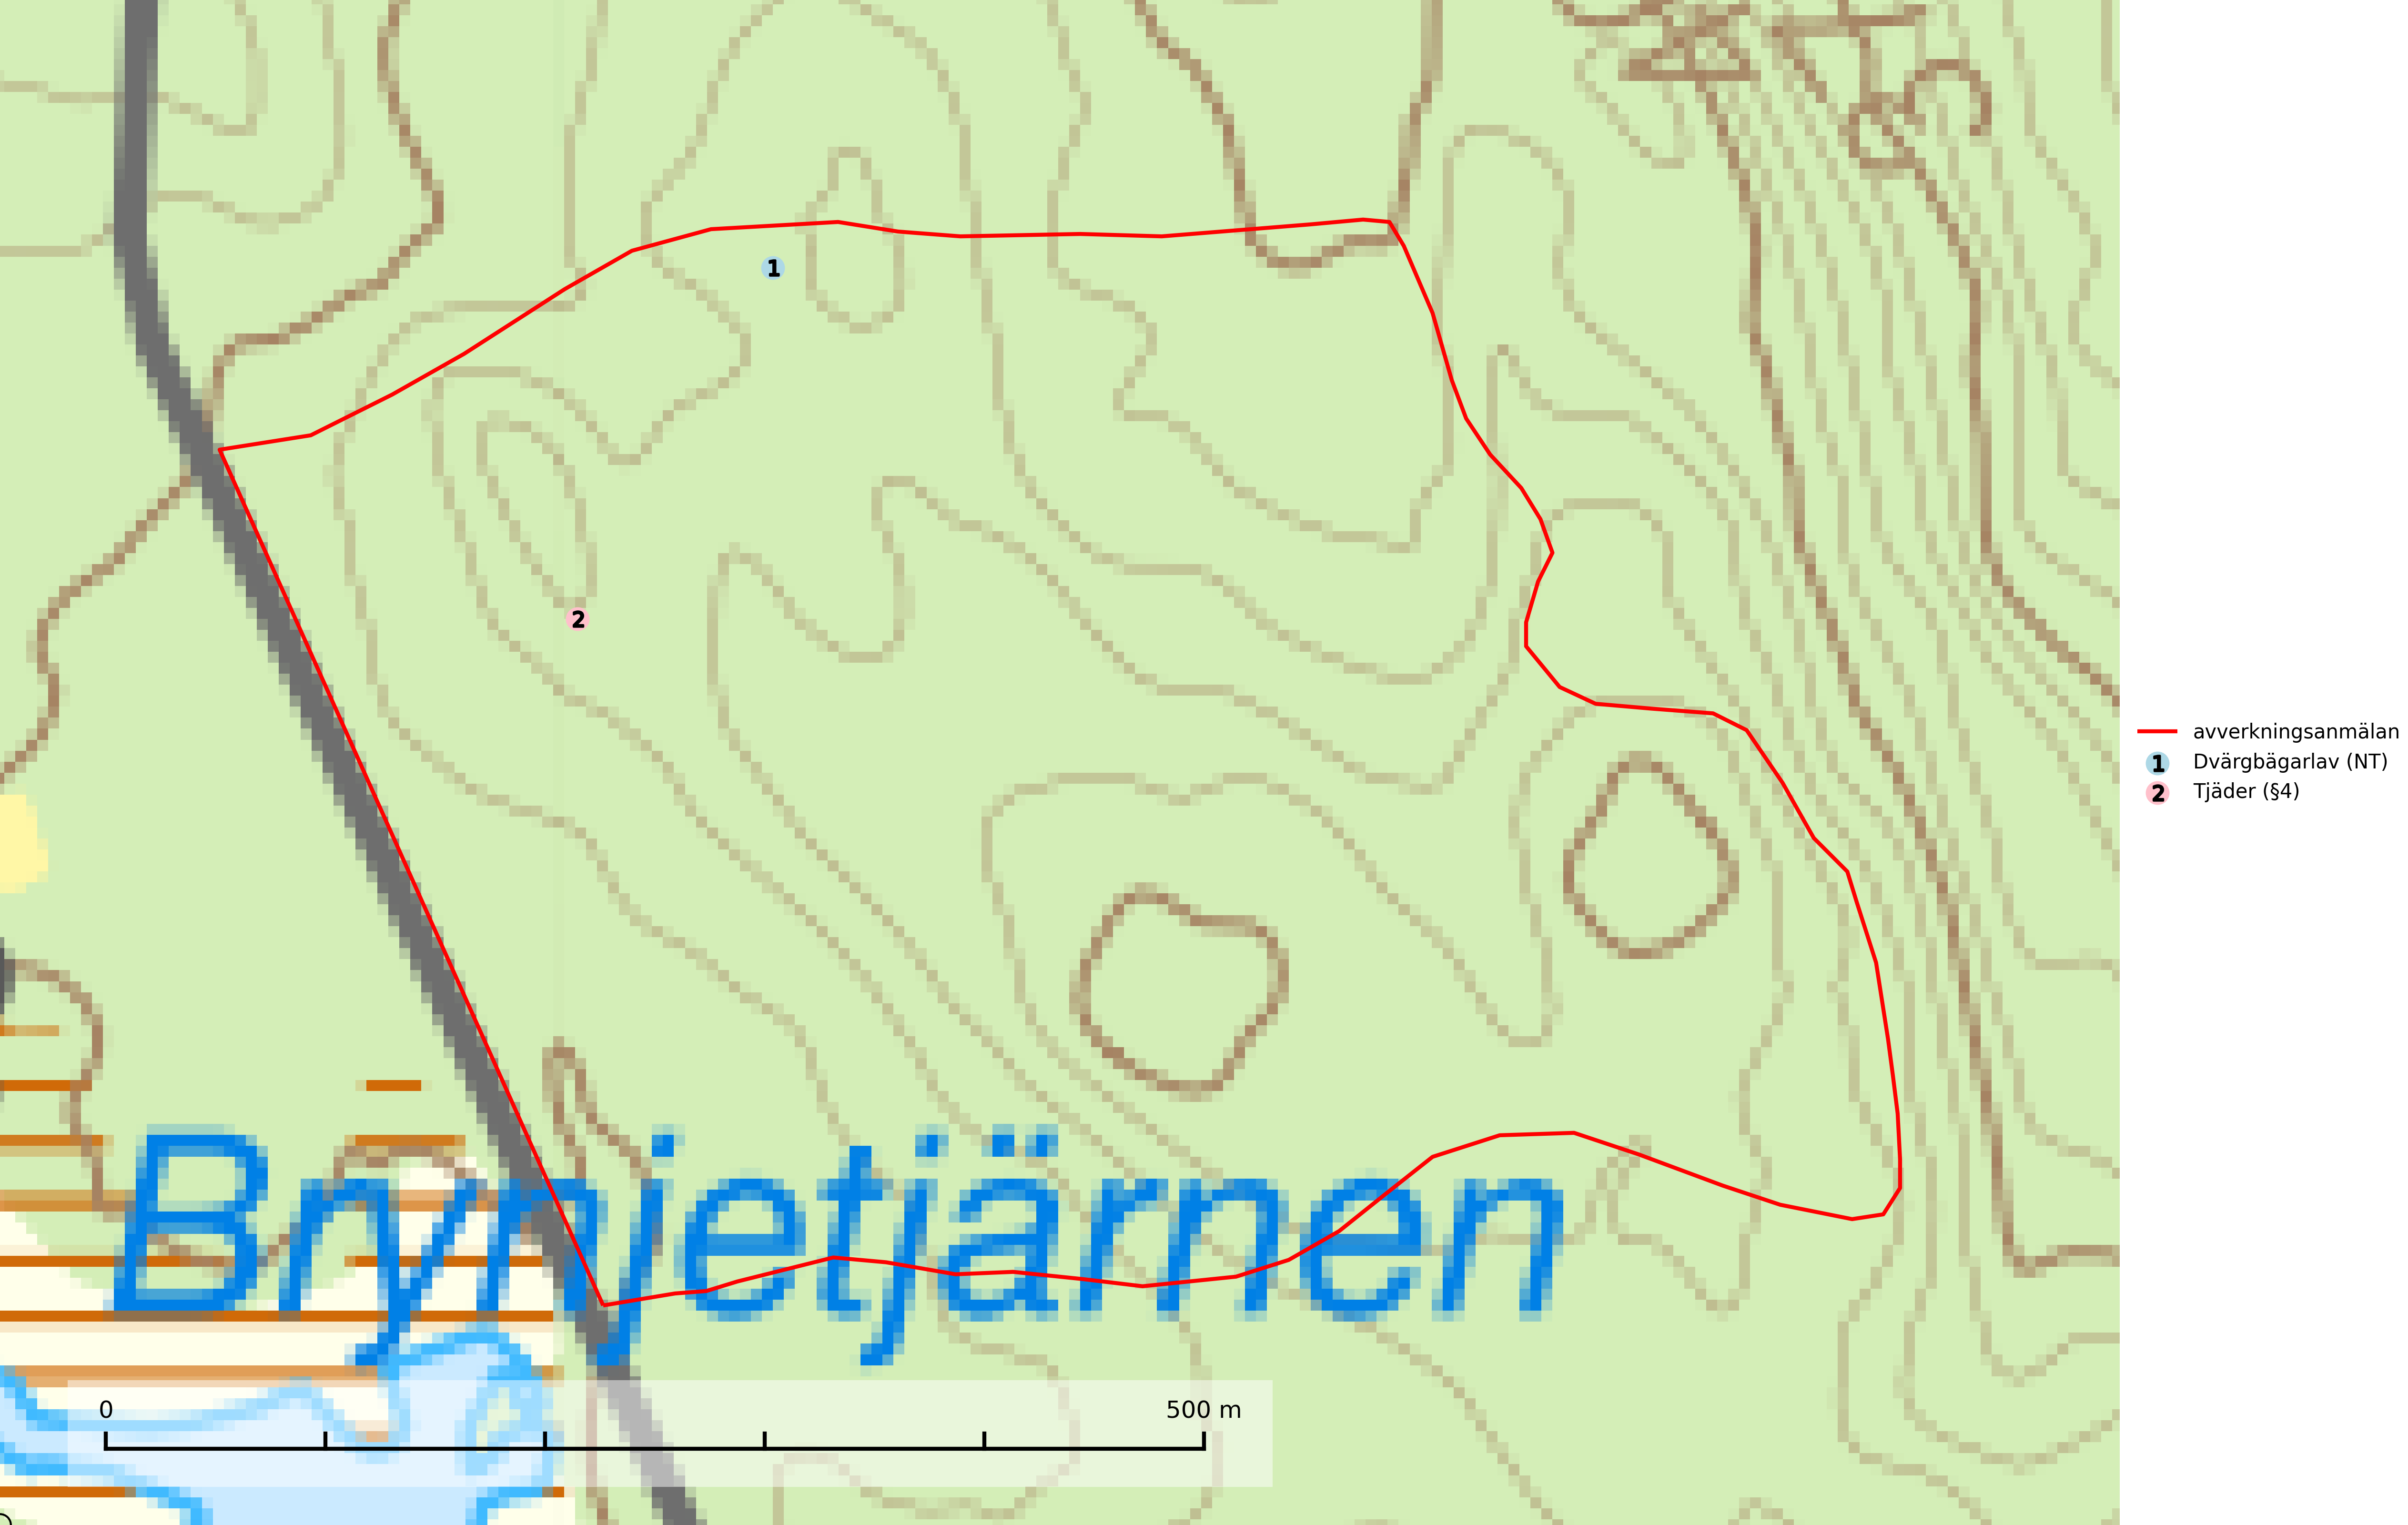 1
2
Brynjetjärnen
0 500 m
avverkningsanmälan
1 Dvärgbägarlav (NT)
2 Tjäder (§4)